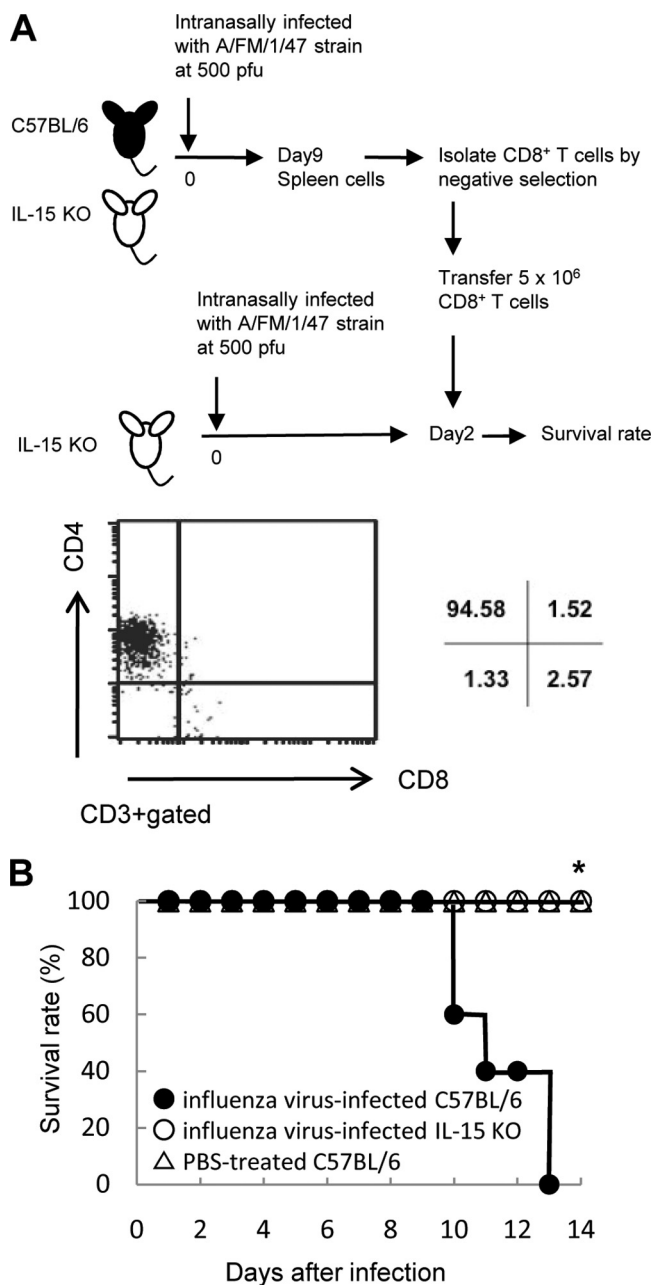 A
Intranasally infected
with A/FM/1/47 strain
at 500 pfu
C57BL/6
IL-15 KO
0
Day9
Spleen cells
Isolate CD8⁺ T cells by
negative selection
Transfer 5 x 10⁶
CD8⁺ T cells
Intranasally infected
with A/FM/1/47 strain
at 500 pfu
IL-15 KO
0
Day2
Survival rate
CD4
94.58 1.52
1.33 2.57
CD8
CD3+gated
B
*
Survival rate (%)
100
80
60
40
20
0
influenza virus-infected C57BL/6
influenza virus-infected IL-15 KO
PBS-treated C57BL/6
0 2 4 6 8 10 12 14
Days after infection